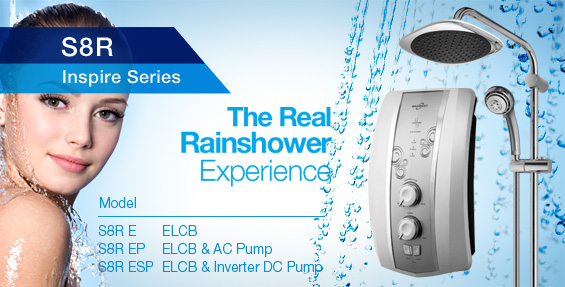 S8R
Inspire Series
The Real
Rainshower
Experience
Model
S8R E ELCB
S8R EP ELCB & AC Pump
S8R ESP ELCB & Inverter DC Pump